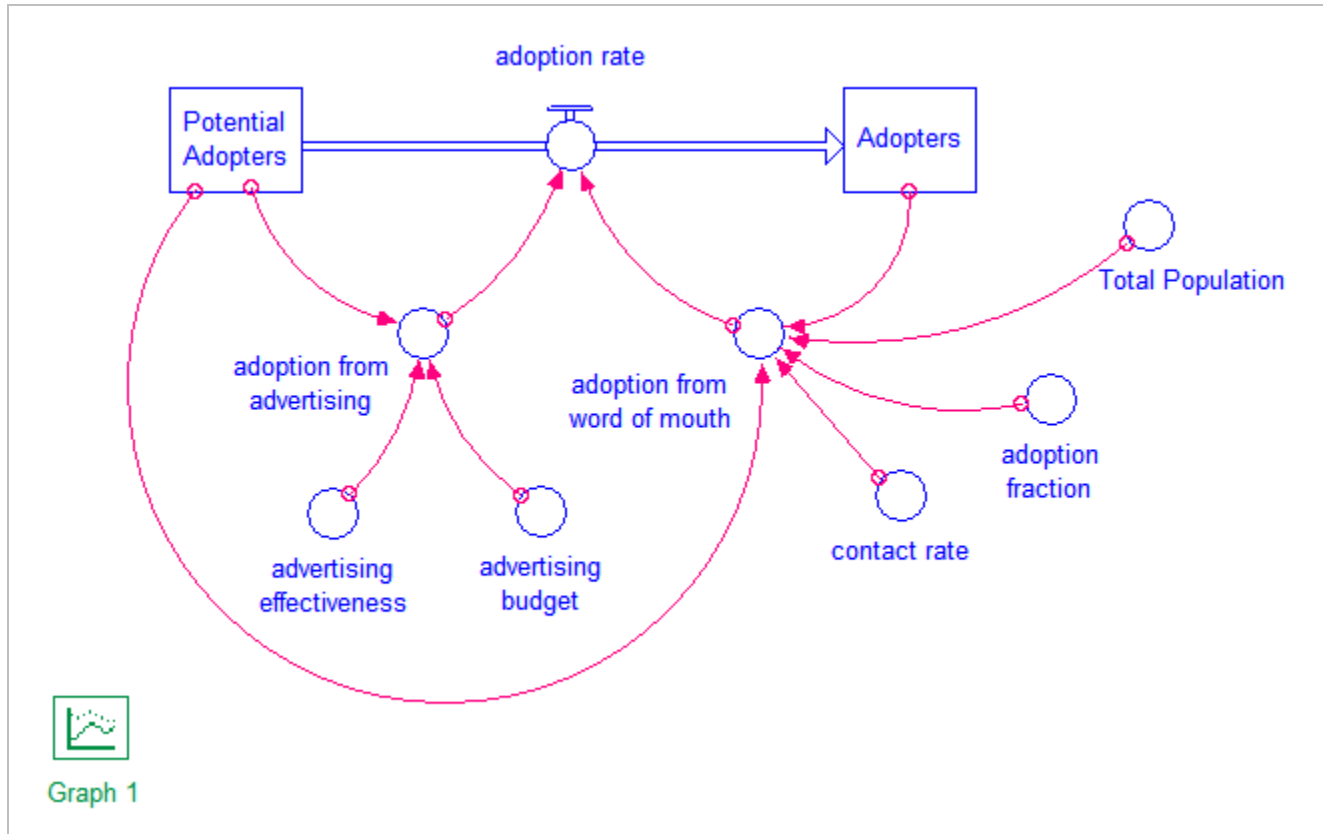 adoption rate
Potential
Adopters
Adopters
Total Population
adoption from
advertising
adoption from
word of mouth
adoption
fraction
contact rate
advertising
effectiveness
advertising
budget
Graph 1